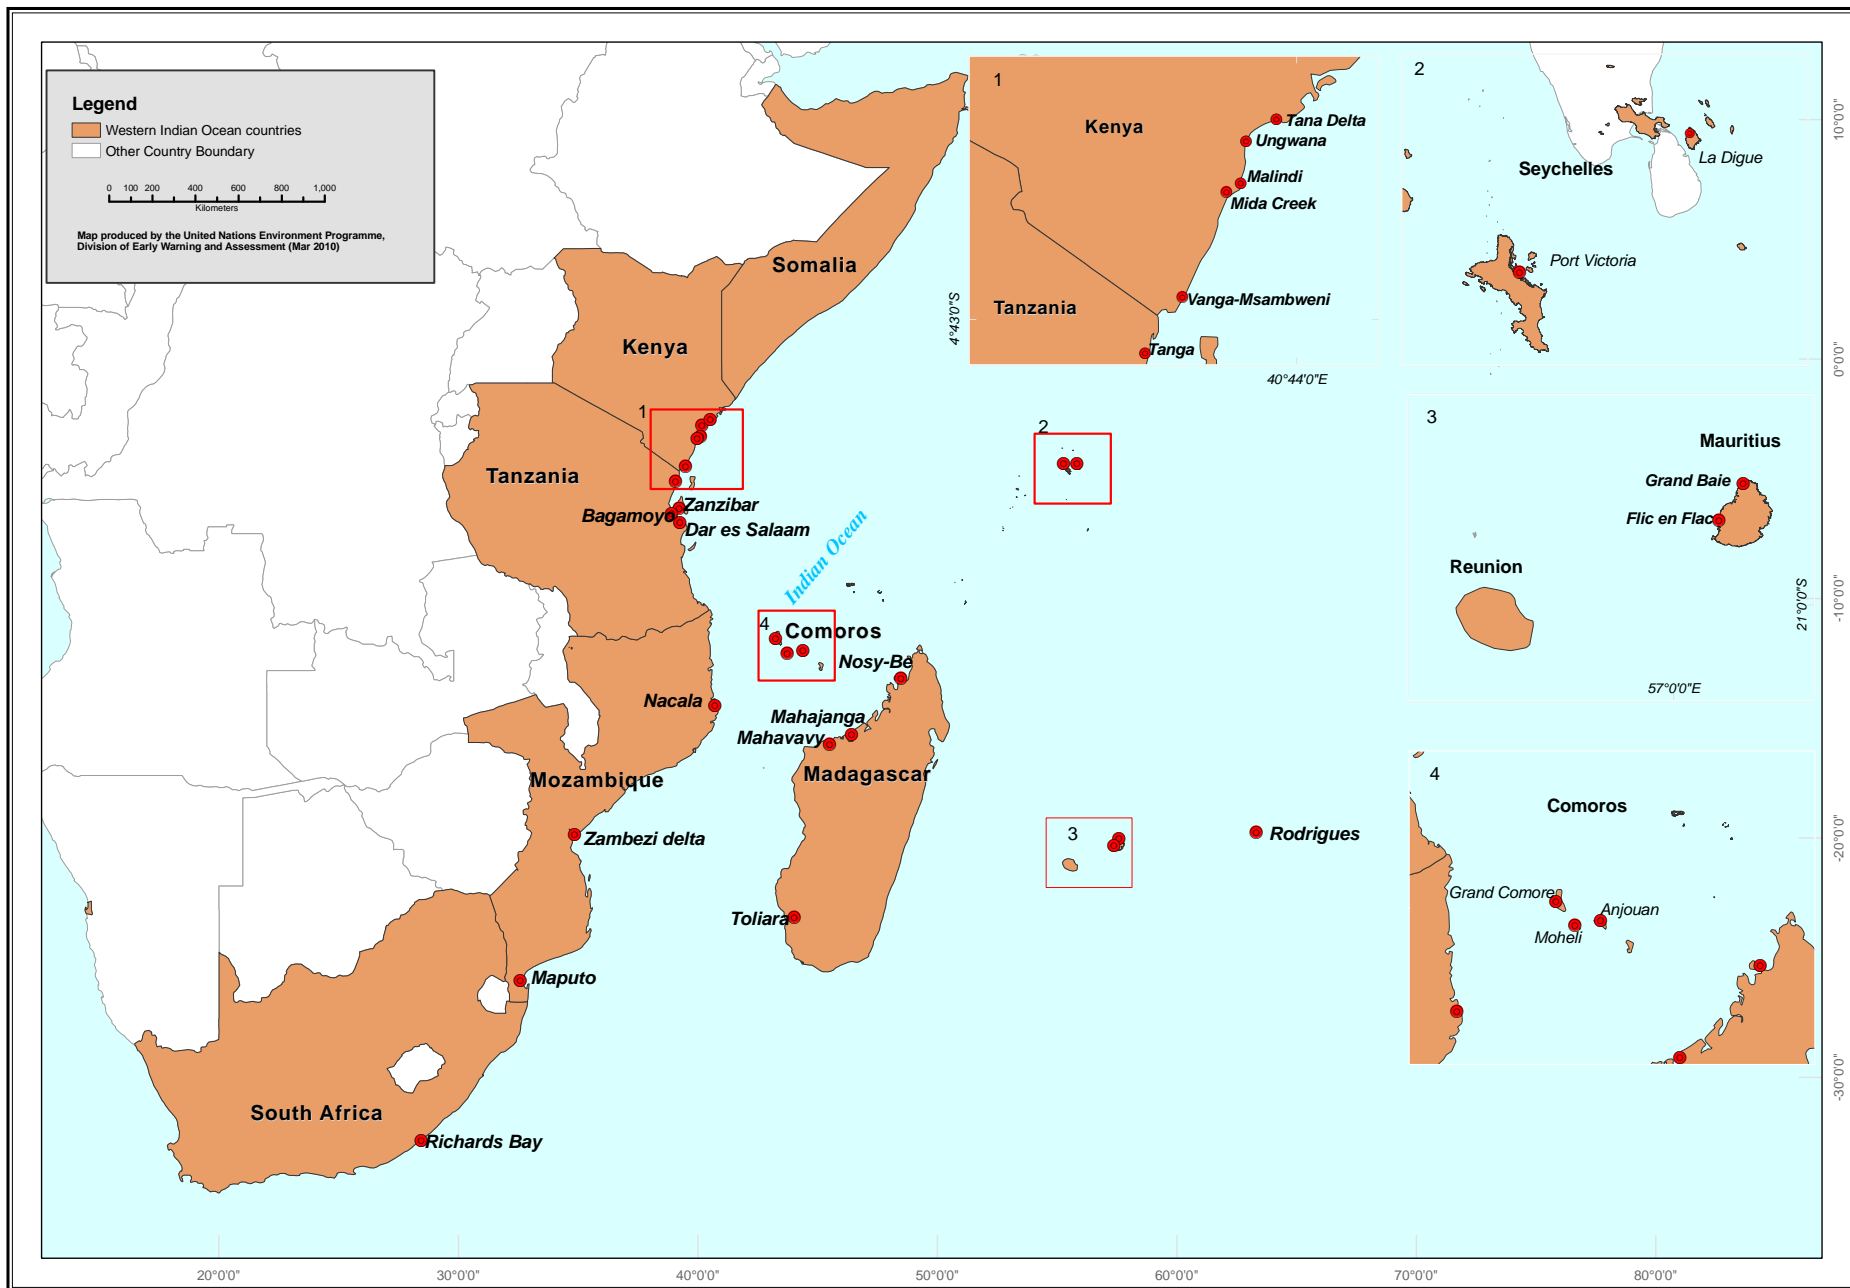 Legend
Western Indian Ocean countries
Other Country Boundary
0 100 200 400 600 800 1,000
Kilometers
Map produced by the United Nations Environment Programme,
Division of Early Warning and Assessment (Mar 2010)
Somalia
Kenya
Tanzania
1
Zanzibar
Bagamoyo
Dar es Salaam
Indian Ocean
2
4
Comoros
Nosy-Be
Nacala
Mahajanga
Mahavavy
Madagascar
Mozambique
Zambezi delta
3
Rodrigues
Toliara
Maputo
South Africa
Richards Bay
1
Kenya
Tana Delta
Ungwana
Malindi
Mida Creek
Vanga-Msambweni
Tanzania
Tanga
4°43'0"S
40°44'0"E
2
La Digue
Seychelles
Port Victoria
3
Mauritius
Grand Baie
Flic en Flac
Reunion
21°0'0"S
57°0'0"E
4
Comoros
Grand Comore
Anjouan
Moheli
10°0'0"
0°0'0"
-10°0'0"
-20°0'0"
-30°0'0"
20°0'0"
30°0'0"
40°0'0"
50°0'0"
60°0'0"
70°0'0"
80°0'0"